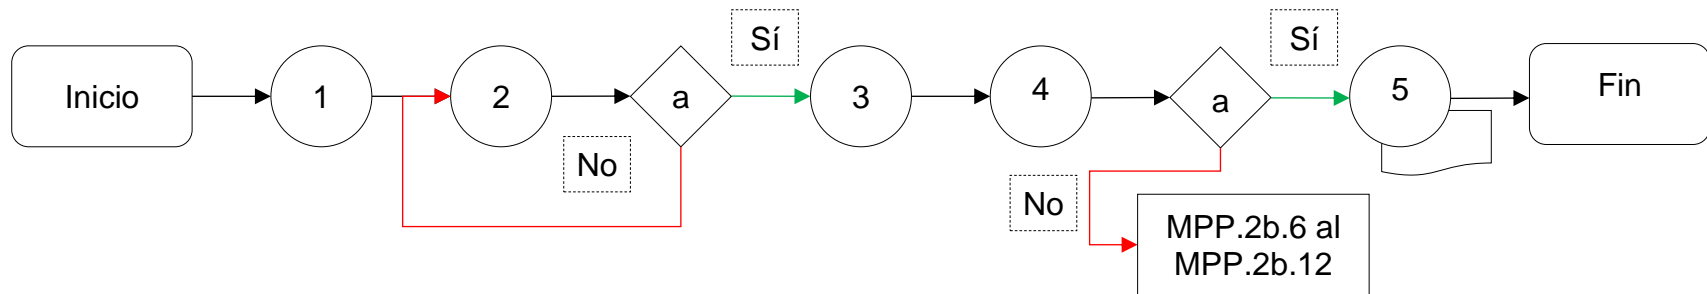 Inicio
1
2
a
Sí
No
3
4
a
Sí
No
5
Fin
MPP.2b.6 al
MPP.2b.12